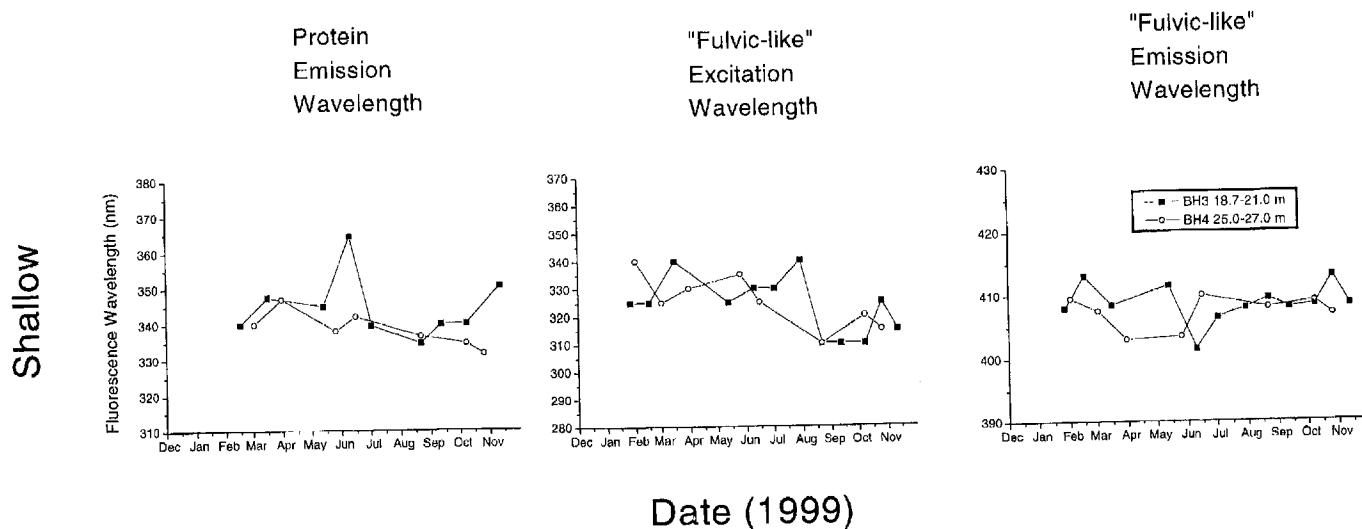 Protein
Emission
Wavelength
"Fulvic-like"
Excitation
Wavelength
"Fulvic-like"
Emission
Wavelength
Shallow
Fluorescence Wavelength (nm)
380
370
360
350
340
330
320
310
Dec Jan Feb Mar Apr May Jun Jul Aug Sep Oct Nov
370
360
350
340
330
320
310
300
290
280
Dec Jan Feb Mar Apr May Jun Jul Aug Sep Oct Nov
430
420
410
400
390
BH3 18.7-21.0 m
BH4 25.0-27.0 m
Dec Jan Feb Mar Apr May Jun Jul Aug Sep Oct Nov
Date (1999)